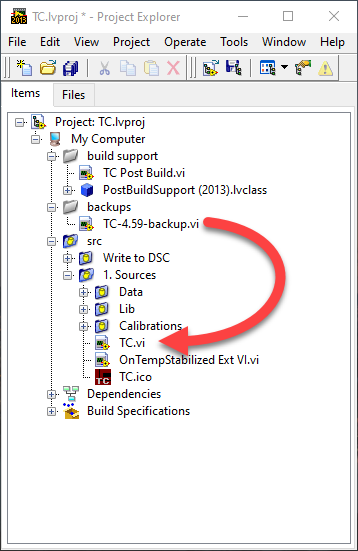 TC.lvproj * - Project Explorer
File Edit View Project Operate Tools Window Help
Items Files
Project: TC.lvproj
My Computer
build support
TC Post Build.vi
PostBuildSupport (2013).lvclass
backups
TC-4.59-backup.vi
src
Write to DSC
1. Sources
Data
Lib
Calibrations
TC.vi
OnTempStabilized Ext VI.vi
TC TC.ico
Dependencies
Build Specifications